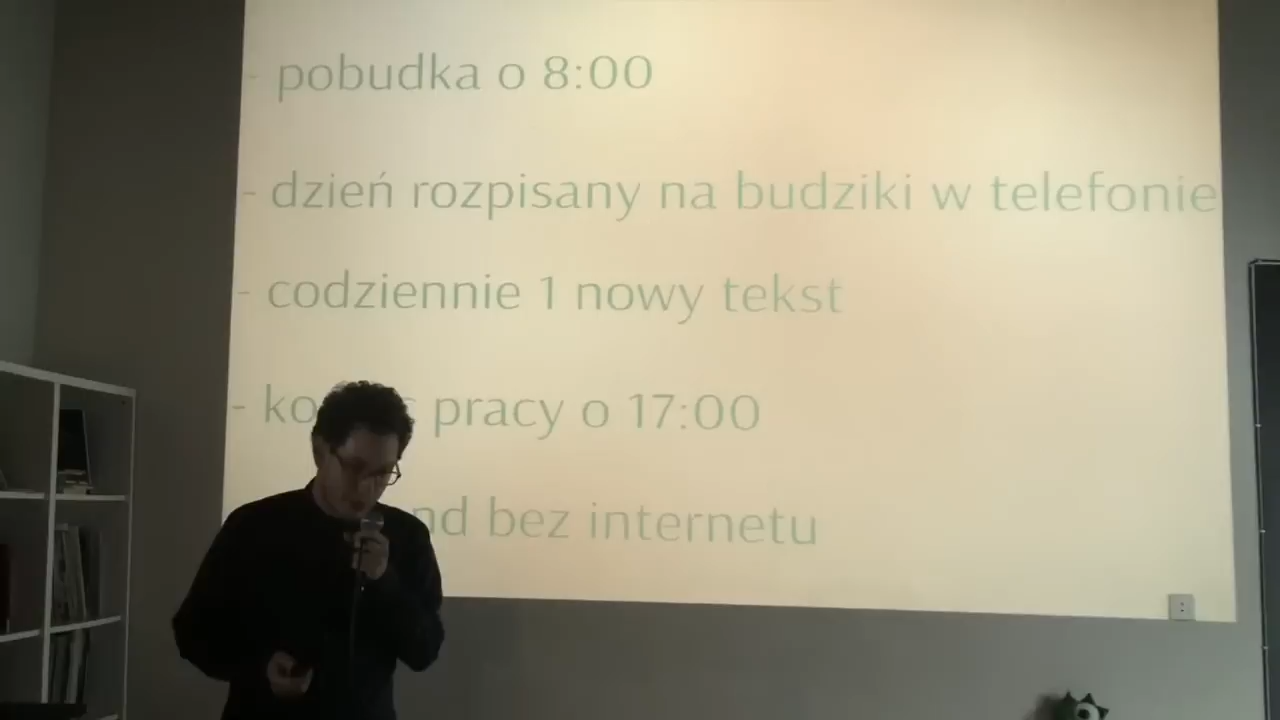 - pobudka o 8:00
- dzień rozpisany na budziki w telefonie
- codziennie 1 nowy tekst
- pracy o 17:00
bez internetu